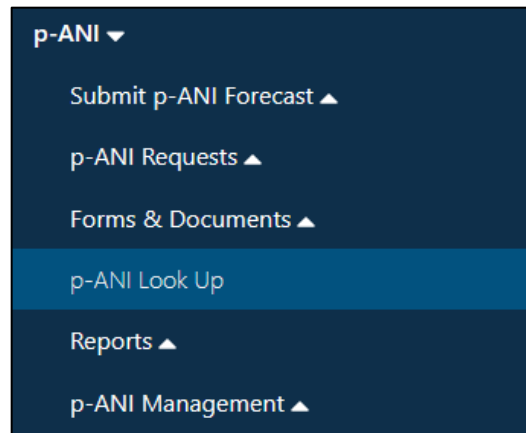 p-ANI
Submit p-ANI Forecast
p-ANI Requests
Forms & Documents
p-ANI Look Up
Reports
p-ANI Management